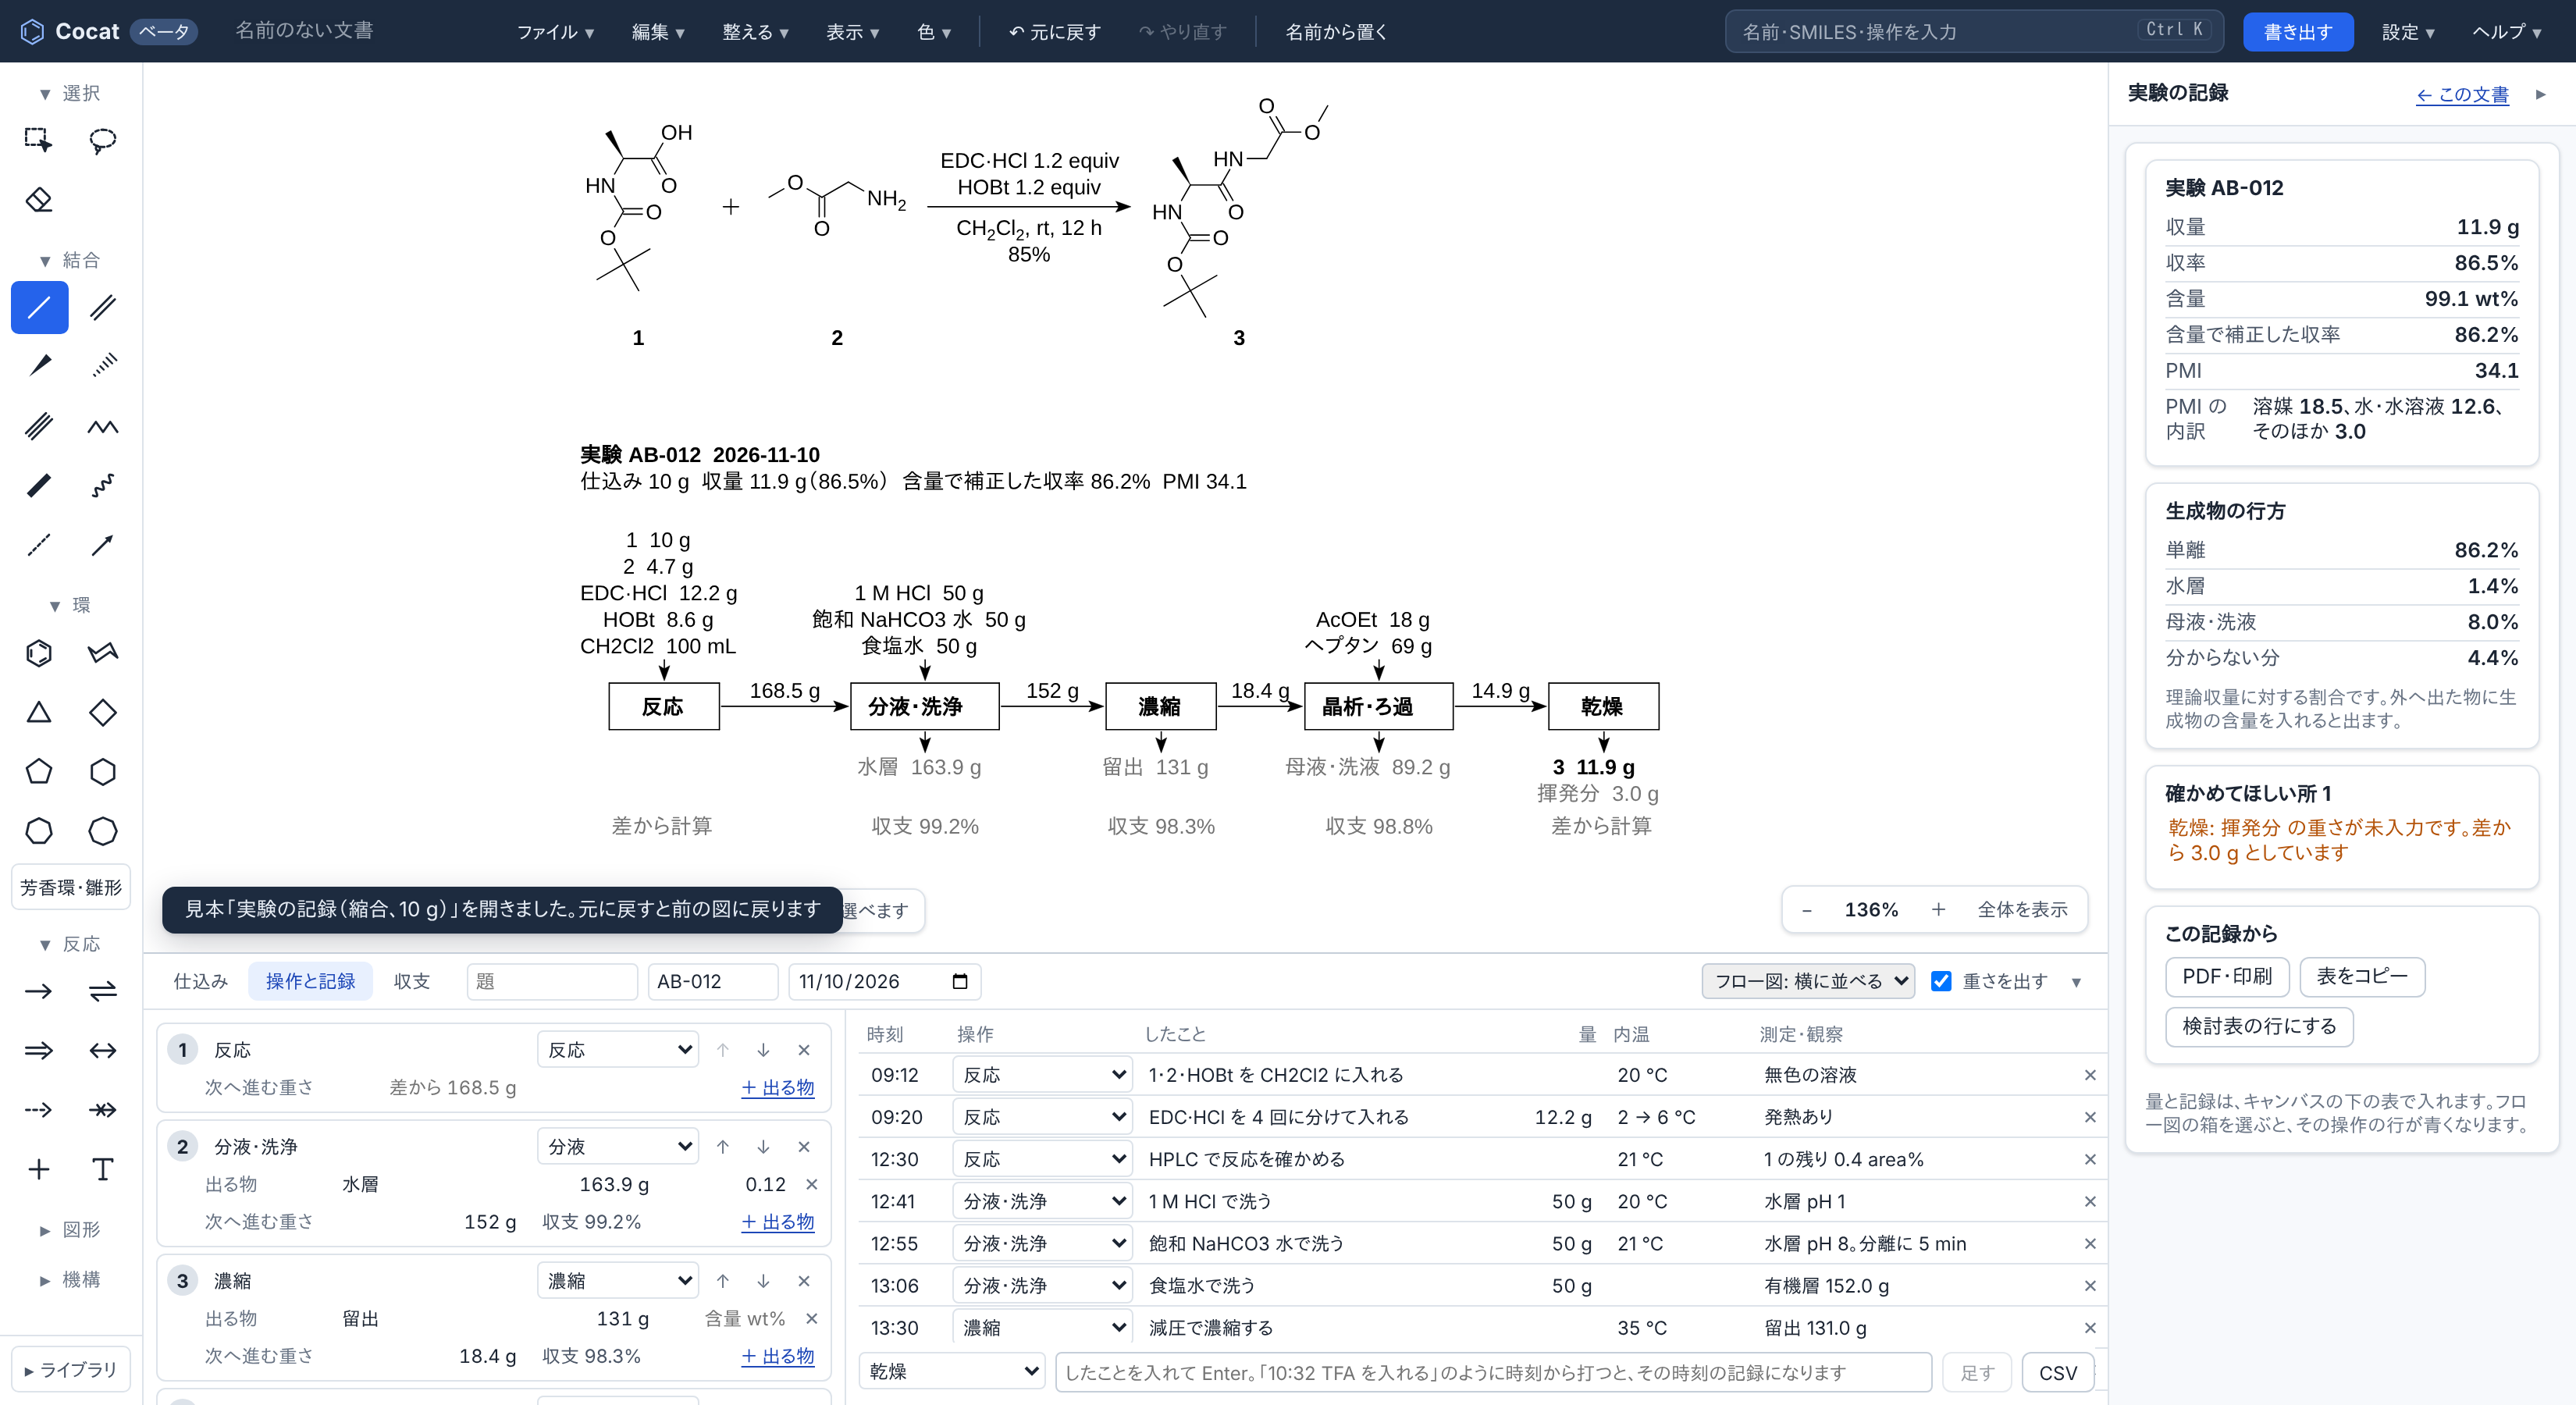 Cocat ベータ 名前のない文書 ファイル ▼ 編集 ▼ 整える ▼ 表示 ▼ 色 ▼ ↶ 元に戻す ↷ やり直す 名前から置く 名前・SMILES・操作を入力 Ctrl K 書き出す 設定 ▼ ヘルプ ▼
▼ 選択
▼ 結合
▼ 環
芳香環・雛形
▼ 反応
T
▶ 図形
▶ 機構
▶ ライブラリ
OH
O
HN
O
O
+
O
O
NH2
EDC·HCl 1.2 equiv
HOBt 1.2 equiv
CH2Cl2, rt, 12 h
85%
O
O
HN
O
HN
O
O
1
2
3
実験 AB-012 2026-11-10
仕込み 10 g 収量 11.9 g（86.5%） 含量で補正した収率 86.2% PMI 34.1
1 10 g
2 4.7 g
EDC·HCl 12.2 g
HOBt 8.6 g
CH2Cl2 100 mL
1 M HCl 50 g
飽和 NaHCO3 水 50 g
食塩水 50 g
AcOEt 18 g
ヘプタン 69 g
反応 168.5 g 分液・洗浄 152 g 濃縮 18.4 g 晶析・ろ過 14.9 g 乾燥
水層 163.9 g 留出 131 g 母液・洗液 89.2 g 3 11.9 g
揮発分 3.0 g
差から計算 収支 99.2% 収支 98.3% 収支 98.8% 差から計算
見本「実験の記録（縮合、10 g）」を開きました。元に戻すと前の図に戻ります
選べます
− 136% + 全体を表示
仕込み 操作と記録 収支 題 AB-012 11/10/2026 フロー図: 横に並べる 重さを出す ▼
1 反応 反応 ↑ ↓ ×
次へ進む重さ 差から 168.5 g + 出る物
2 分液・洗浄 分液 ↑ ↓ ×
出る物 水層 163.9 g 0.12 ×
次へ進む重さ 152 g 収支 99.2% + 出る物
3 濃縮 濃縮 ↑ ↓ ×
出る物 留出 131 g 含量 wt% ×
次へ進む重さ 18.4 g 収支 98.3% + 出る物
時刻 操作 したこと 量 内温 測定・観察
09:12 反応 1・2・HOBt を CH2Cl2 に入れる 20 °C 無色の溶液 ×
09:20 反応 EDC·HCl を 4 回に分けて入れる 12.2 g 2 → 6 °C 発熱あり ×
12:30 反応 HPLC で反応を確かめる 21 °C 1 の残り 0.4 area% ×
12:41 分液・洗浄 1 M HCl で洗う 50 g 20 °C 水層 pH 1 ×
12:55 分液・洗浄 飽和 NaHCO3 水で洗う 50 g 21 °C 水層 pH 8。分離に 5 min ×
13:06 分液・洗浄 食塩水で洗う 50 g 有機層 152.0 g ×
13:30 濃縮 減圧で濃縮する 35 °C 留出 131.0 g ×
乾燥 したことを入れて Enter。「10:32 TFA を入れる」のように時刻から打つと、その時刻の記録になります 足す CSV
実験の記録 ← この文書 ▶
実験 AB-012
収量 11.9 g
収率 86.5%
含量 99.1 wt%
含量で補正した収率 86.2%
PMI 34.1
PMI の内訳 溶媒 18.5、水・水溶液 12.6、
そのほか 3.0
生成物の行方
単離 86.2%
水層 1.4%
母液・洗液 8.0%
分からない分 4.4%
理論収量に対する割合です。外へ出た物に生
成物の含量を入れると出ます。
確かめてほしい所 1
乾燥: 揮発分 の重さが未入力です。差か
ら 3.0 g としています
この記録から
PDF・印刷 表をコピー
検討表の行にする
量と記録は、キャンバスの下の表で入れます。フロ
ー図の箱を選ぶと、その操作の行が青くなります。